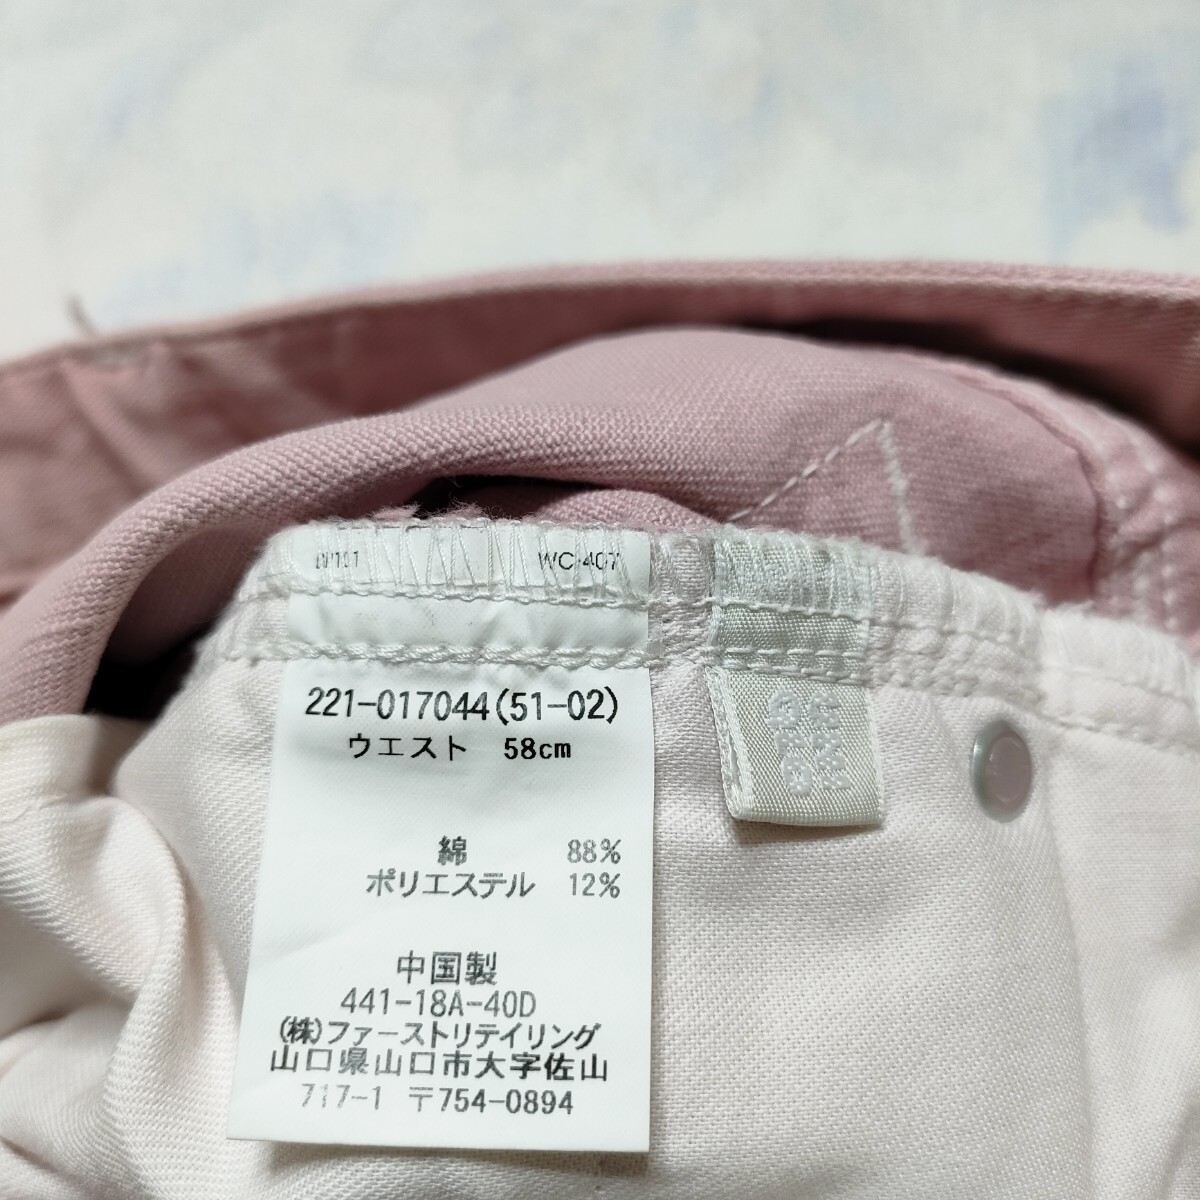 WC-407
221-017044(51-02)
ウエスト 58cm
綿 88%
ポリエステル 12%
中国製
441-18A-40D
(株)ファーストリテイリング
山口県山口市大字佐山
717-1 〒754-0894